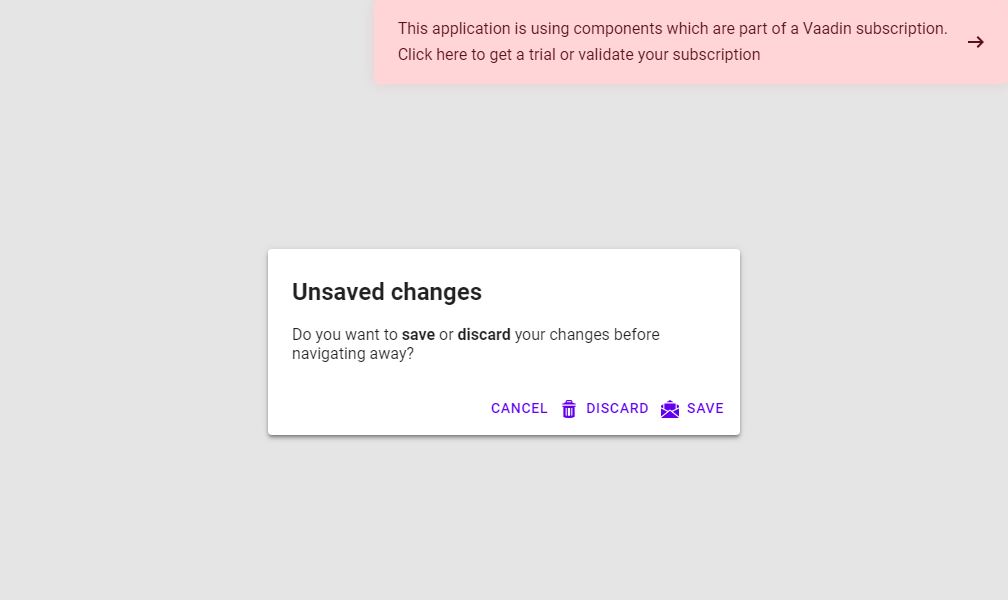 This application is using components which are part of a Vaadin subscription.
Click here to get a trial or validate your subscription
Unsaved changes
Do you want to save or discard your changes before
navigating away?
CANCEL DISCARD SAVE